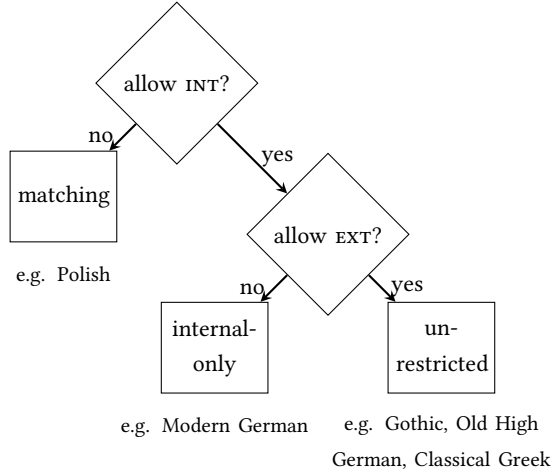 allow INT?
no
yes
matching
allow EXT?
e.g. Polish
no
yes
internal-
only
un-
restricted
e.g. Modern German
e.g. Gothic, Old High
German, Classical Greek